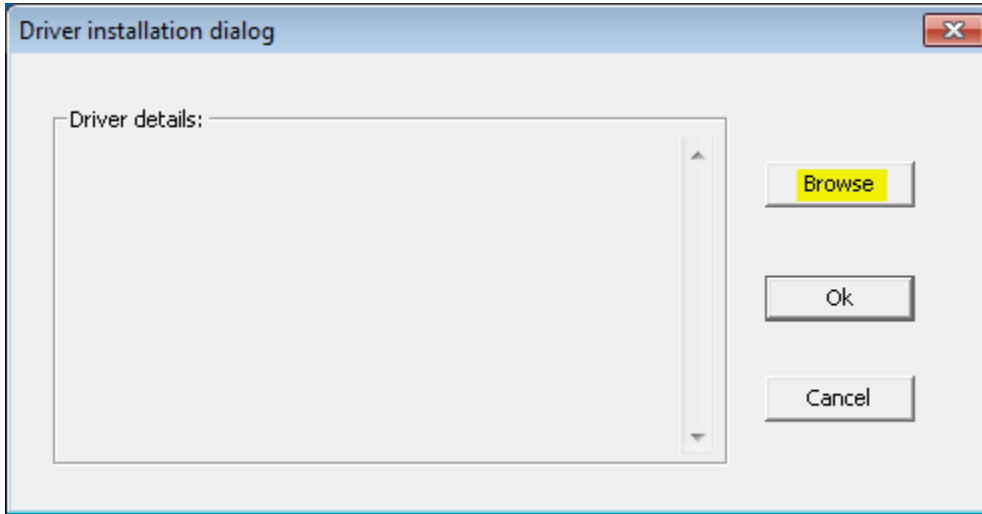 Driver installation dialog
Driver details:
Browse
Ok
Cancel